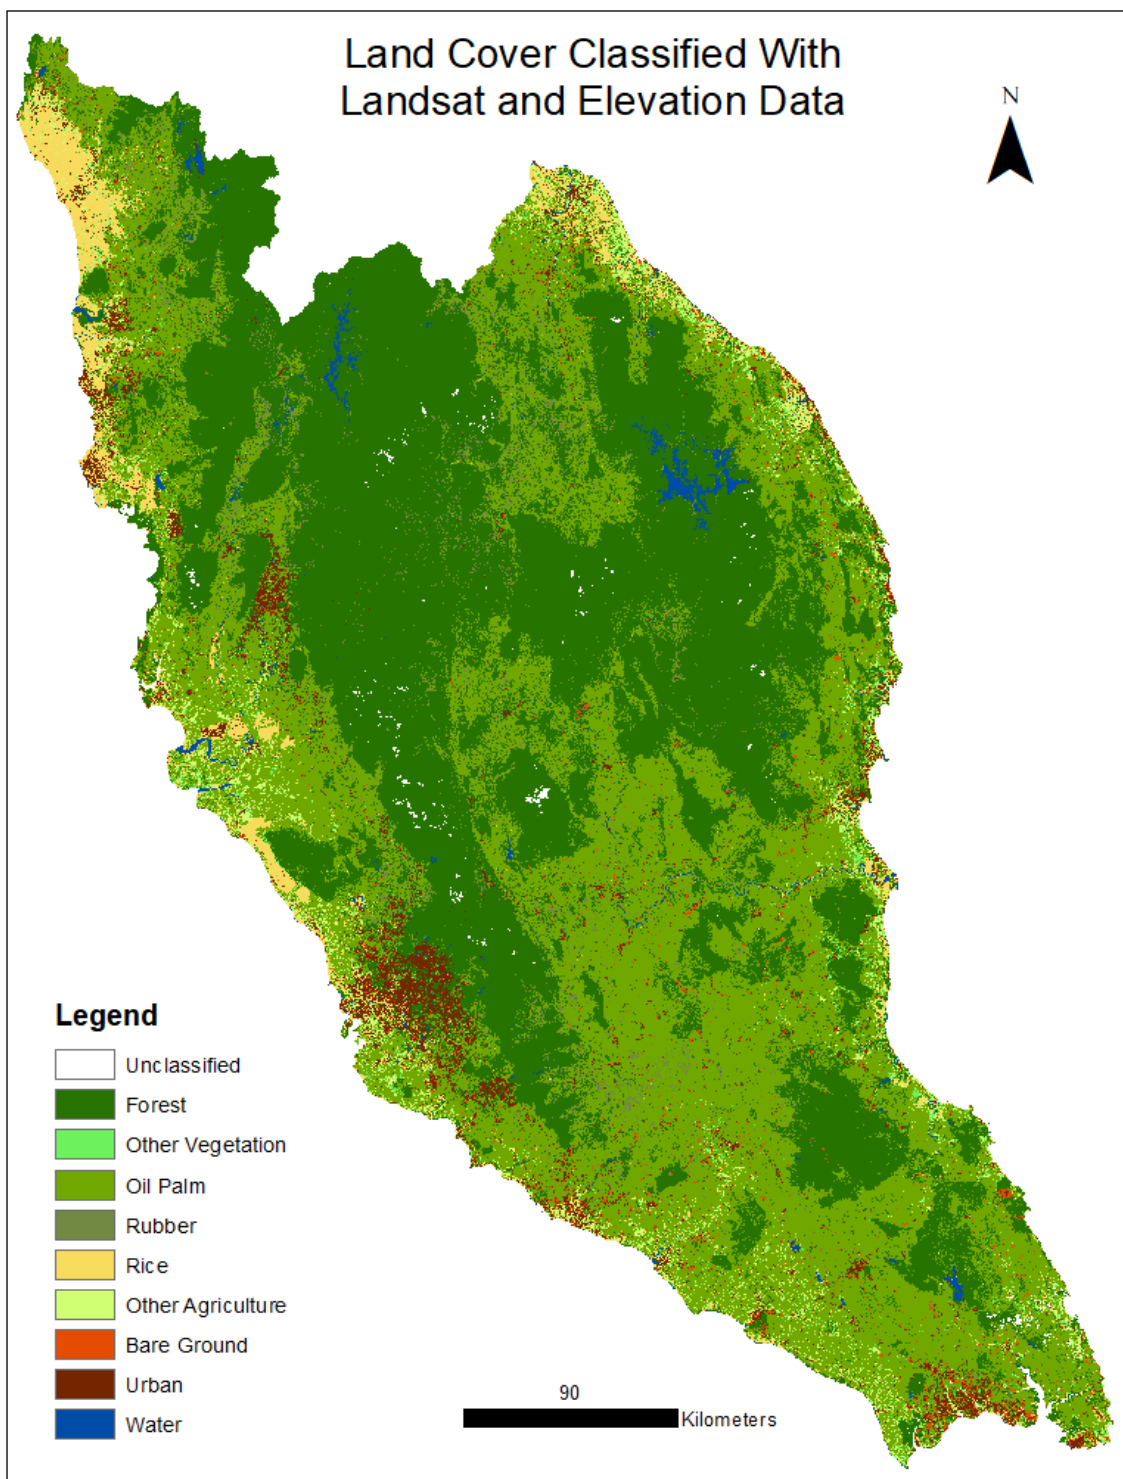 Land Cover Classified With
Landsat and Elevation Data
N
Legend
Unclassified
Forest
Other Vegetation
Oil Palm
Rubber
Rice
Other Agriculture
Bare Ground
Urban
Water
90
Kilometers